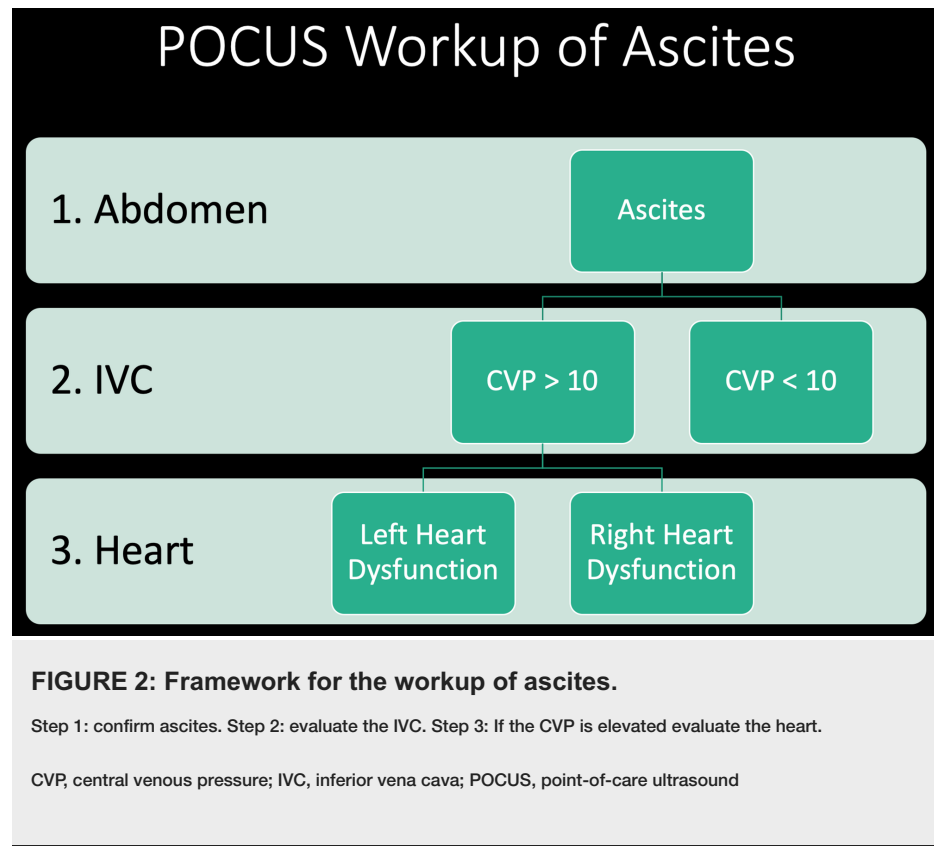 POCUS Workup of Ascites
1. Abdomen
Ascites
2. IVC
CVP > 10
CVP < 10
3. Heart
Left Heart
Dysfunction
Right Heart
Dysfunction
FIGURE 2: Framework for the workup of ascites.
Step 1: confirm ascites. Step 2: evaluate the IVC. Step 3: If the CVP is elevated evaluate the heart.
CVP, central venous pressure; IVC, inferior vena cava; POCUS, point-of-care ultrasound